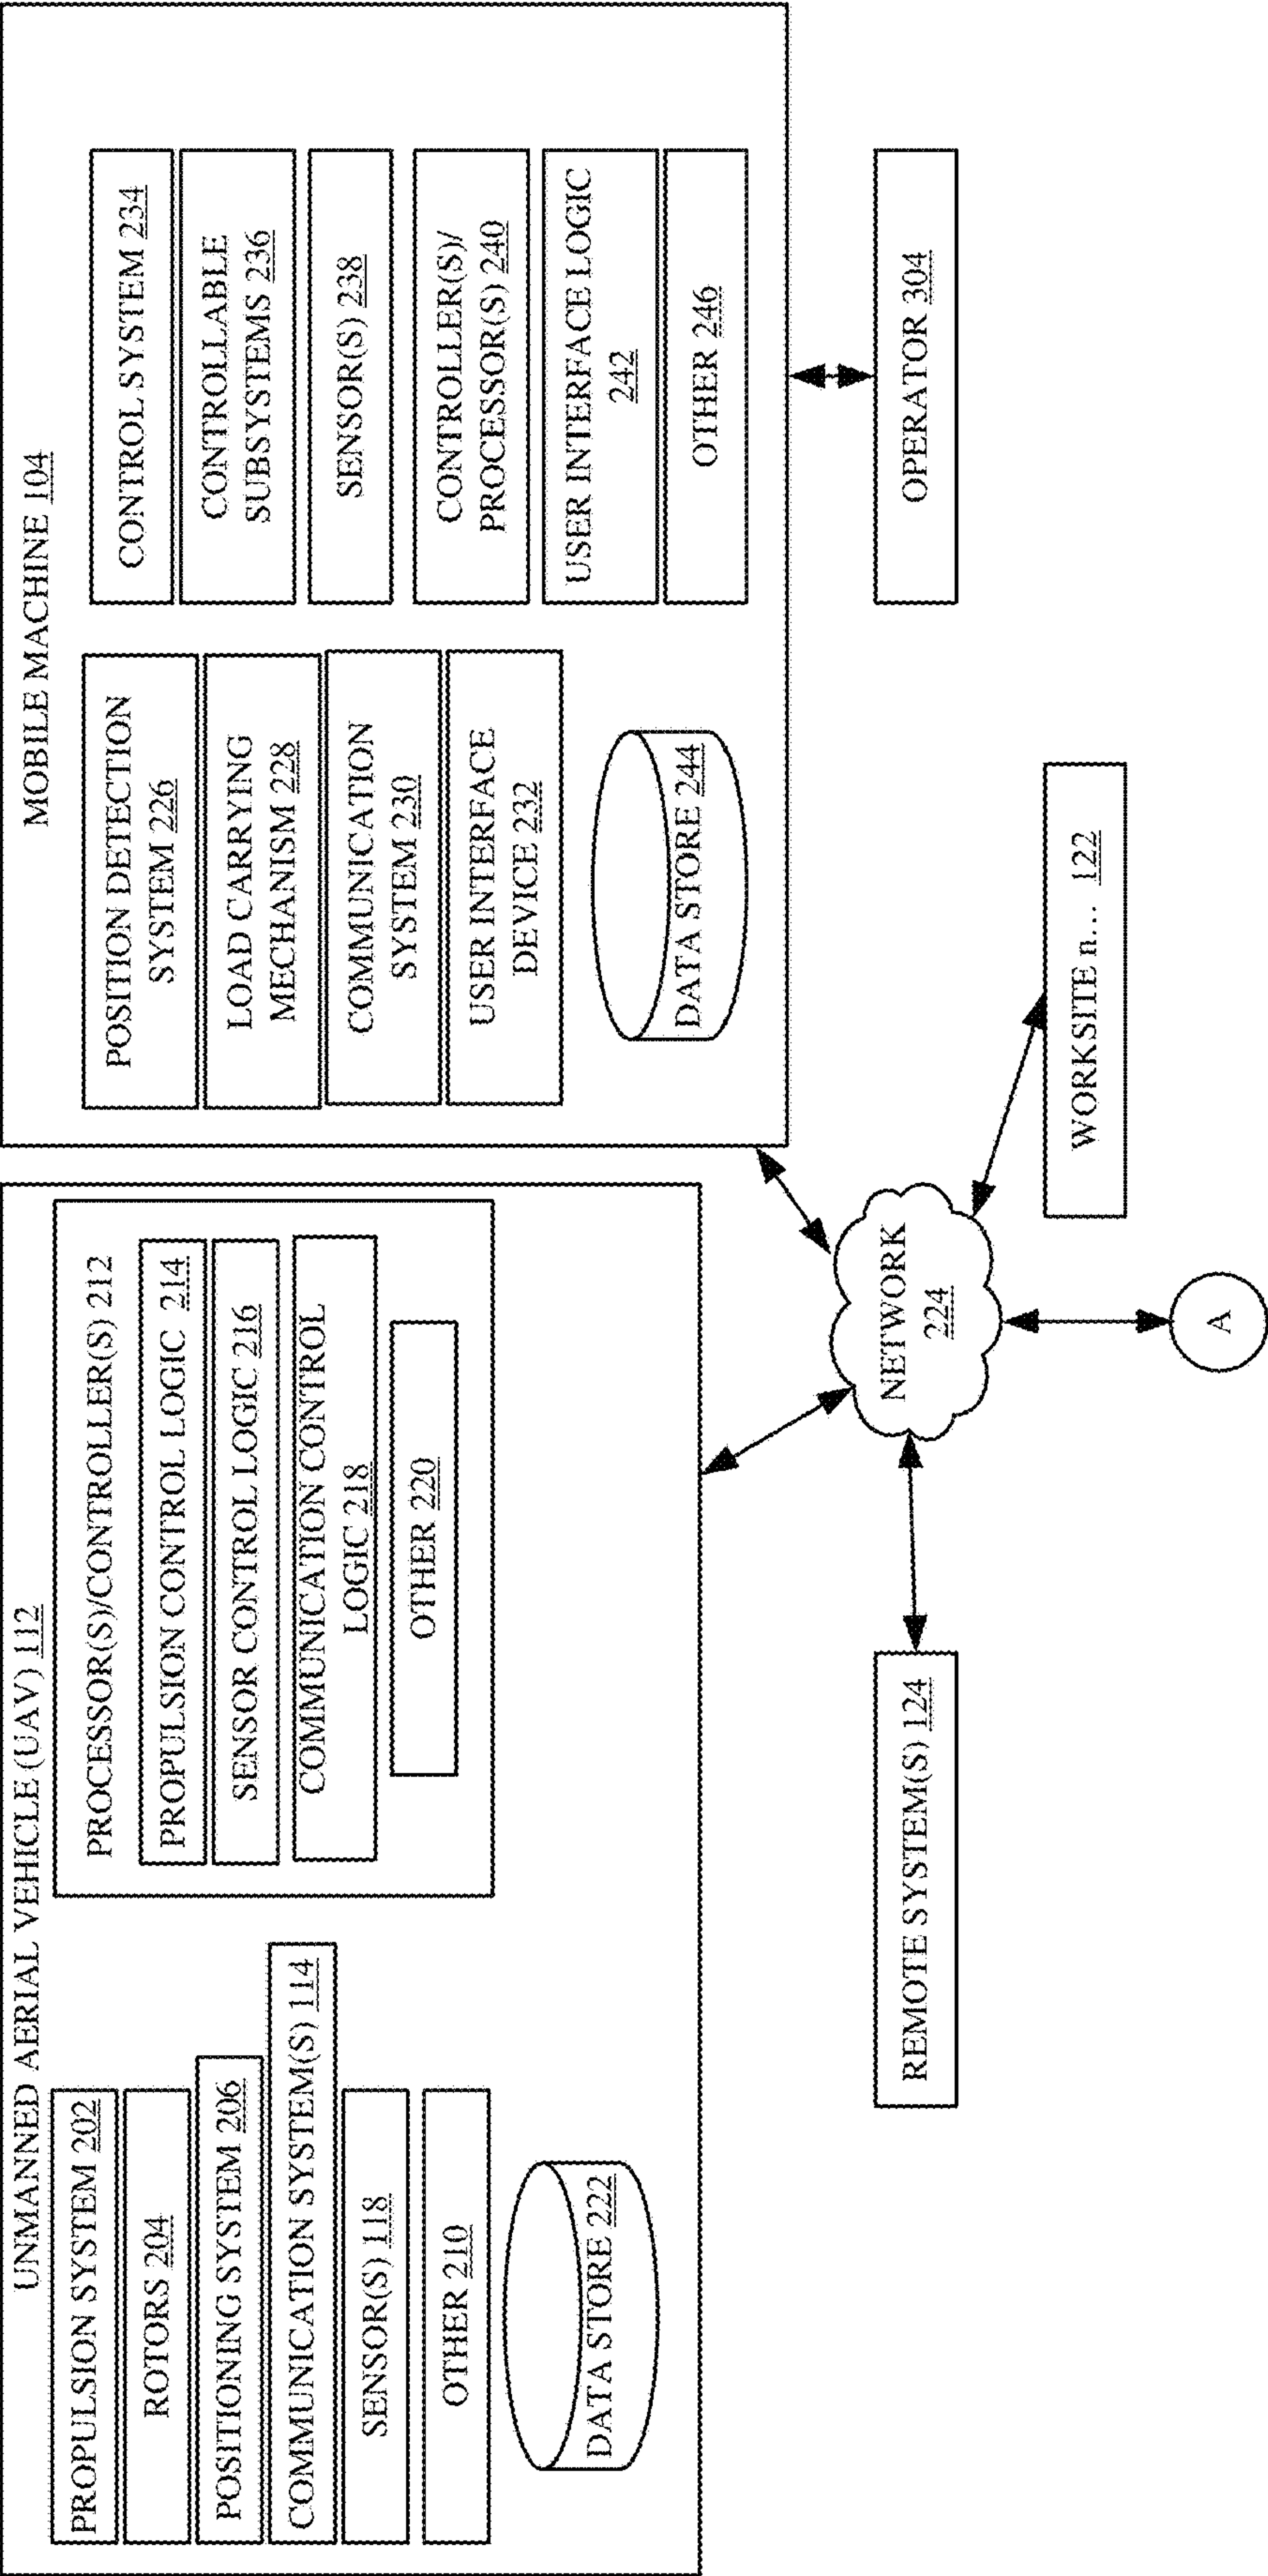 UNMANNED AERIAL VEHICLE (UAV) 112
PROPULSION SYSTEM 202
ROTORS 204
POSITIONING SYSTEM 206
COMMUNICATION SYSTEM(S) 114
SENSOR(S) 118
OTHER 210
DATA STORE 222
PROCESSOR(S)/CONTROLLER(S) 212
PROPULSION CONTROL LOGIC 214
SENSOR CONTROL LOGIC 216
COMMUNICATION CONTROL
LOGIC 218
OTHER 220
MOBILE MACHINE 104
POSITION DETECTION
SYSTEM 226
LOAD CARRYING
MECHANISM 228
COMMUNICATION
SYSTEM 230
USER INTERFACE
DEVICE 232
DATA STORE 244
CONTROL SYSTEM 234
CONTROLLABLE
SUBSYSTEMS 236
SENSOR(S) 238
CONTROLLER(S)/
PROCESSOR(S) 240
USER INTERFACE LOGIC
242
OTHER 246
REMOTE SYSTEM(S) 124
NETWORK
224
OPERATOR 304
WORKSITE n... 122
A